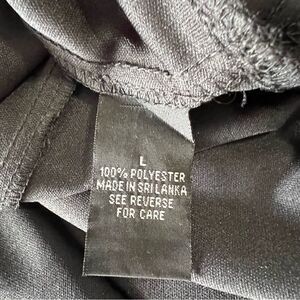 L
100% POLYESTER
MADE IN SRI LANKA
SEE REVERSE
FOR CARE